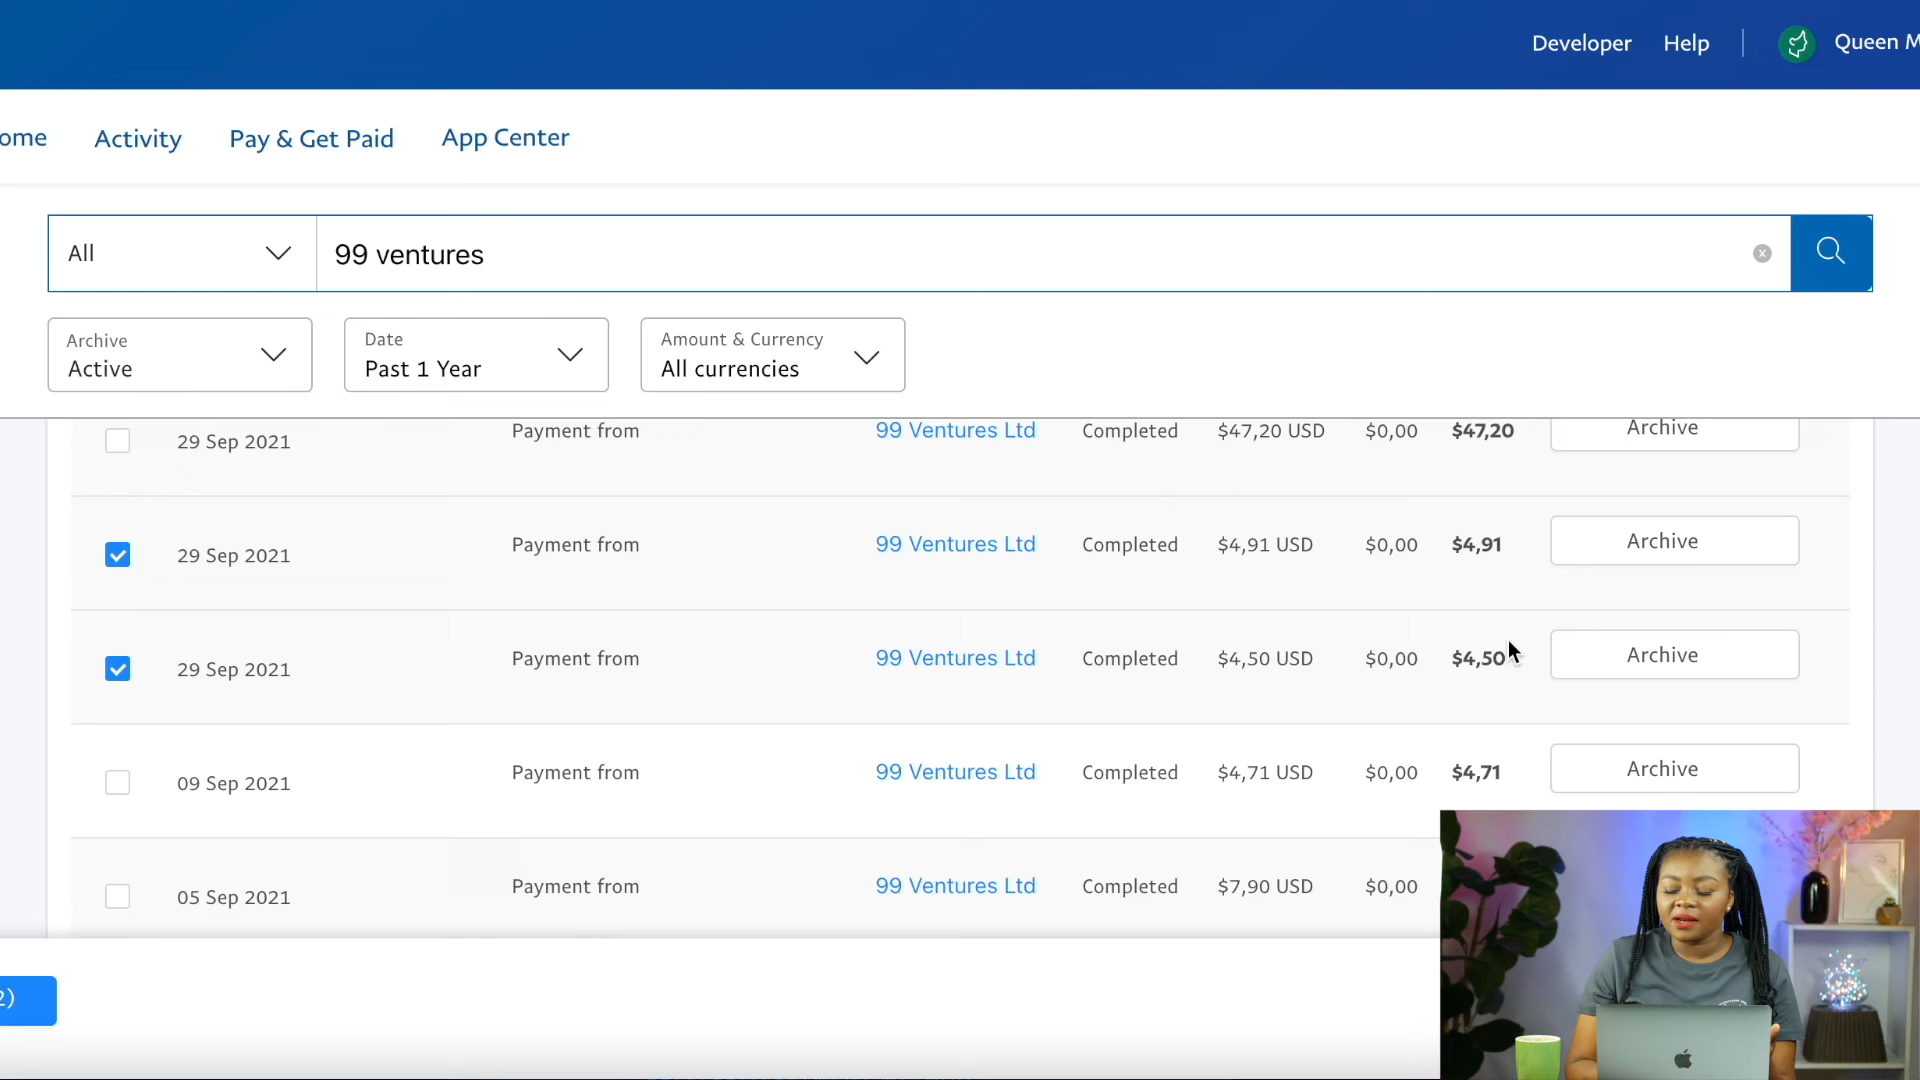 Developer Help Queen M
ome Activity Pay & Get Paid App Center
All 99 ventures
Archive Date Amount & Currency
Active Past 1 Year All currencies
29 Sep 2021 Payment from 99 Ventures Ltd Completed $47,20 USD $0,00 $47,20 Archive
29 Sep 2021 Payment from 99 Ventures Ltd Completed $4,91 USD $0,00 $4,91 Archive
29 Sep 2021 Payment from 99 Ventures Ltd Completed $4,50 USD $0,00 $4,50 Archive
09 Sep 2021 Payment from 99 Ventures Ltd Completed $4,71 USD $0,00 $4,71 Archive
05 Sep 2021 Payment from 99 Ventures Ltd Completed $7,90 USD $0,00
2)